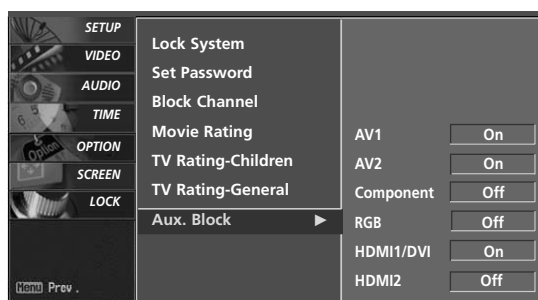 SETUP
VIDEO
AUDIO
TIME
OPTION
SCREEN
LOCK
Menu Prev.
Lock System
Set Password
Block Channel
Movie Rating
TV Rating-Children
TV Rating-General
Aux. Block ▶
AV1 On
AV2 On
Component Off
RGB Off
HDMI1/DVI On
HDMI2 Off